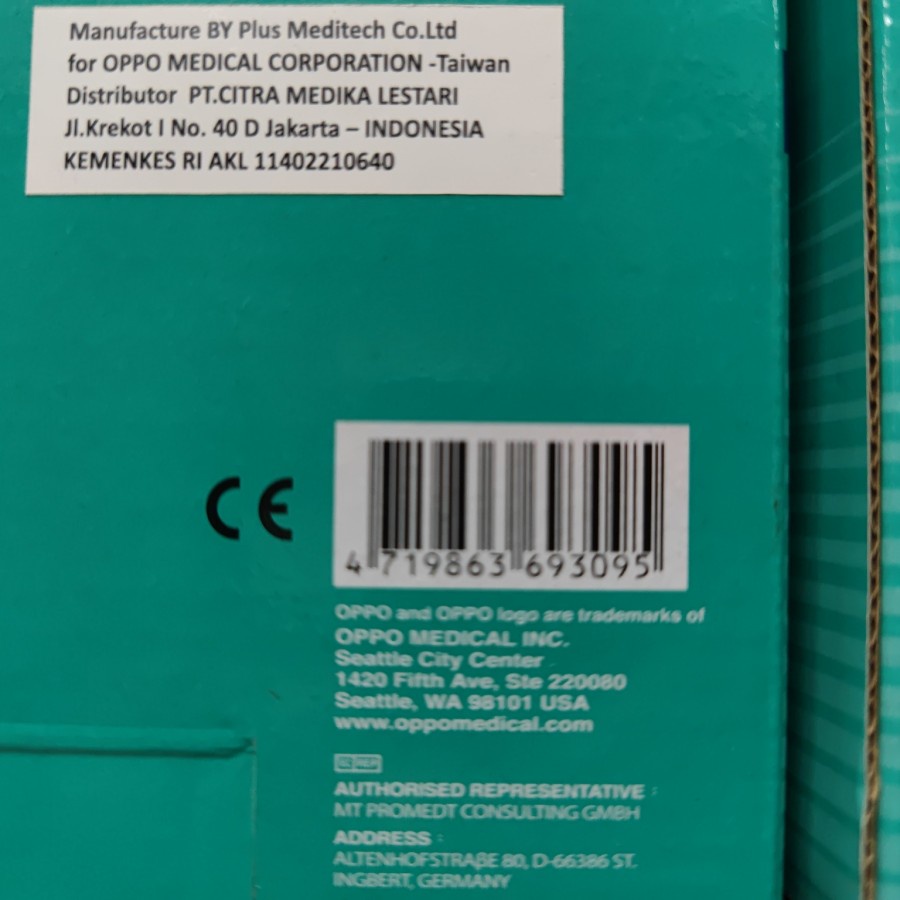 Manufacture BY Plus Meditech Co.Ltd
for OPPO MEDICAL CORPORATION -Taiwan
Distributor PT.CITRA MEDIKA LESTARI
Jl.Krekot I No. 40 D Jakarta – INDONESIA
KEMENKES RI AKL 11402210640
CE
4 719863 693095
OPPO and OPPO logo are trademarks of
OPPO MEDICAL INC.
Seattle City Center
1420 Fifth Ave, Ste 220080
Seattle, WA 98101 USA
www.oppomedical.com
EC REP
AUTHORISED REPRESENTATIVE :
MT PROMEDT CONSULTING GMBH
ADDRESS :
ALTENHOFSTRAβE 80, D-66386 ST.
INGBERT, GERMANY